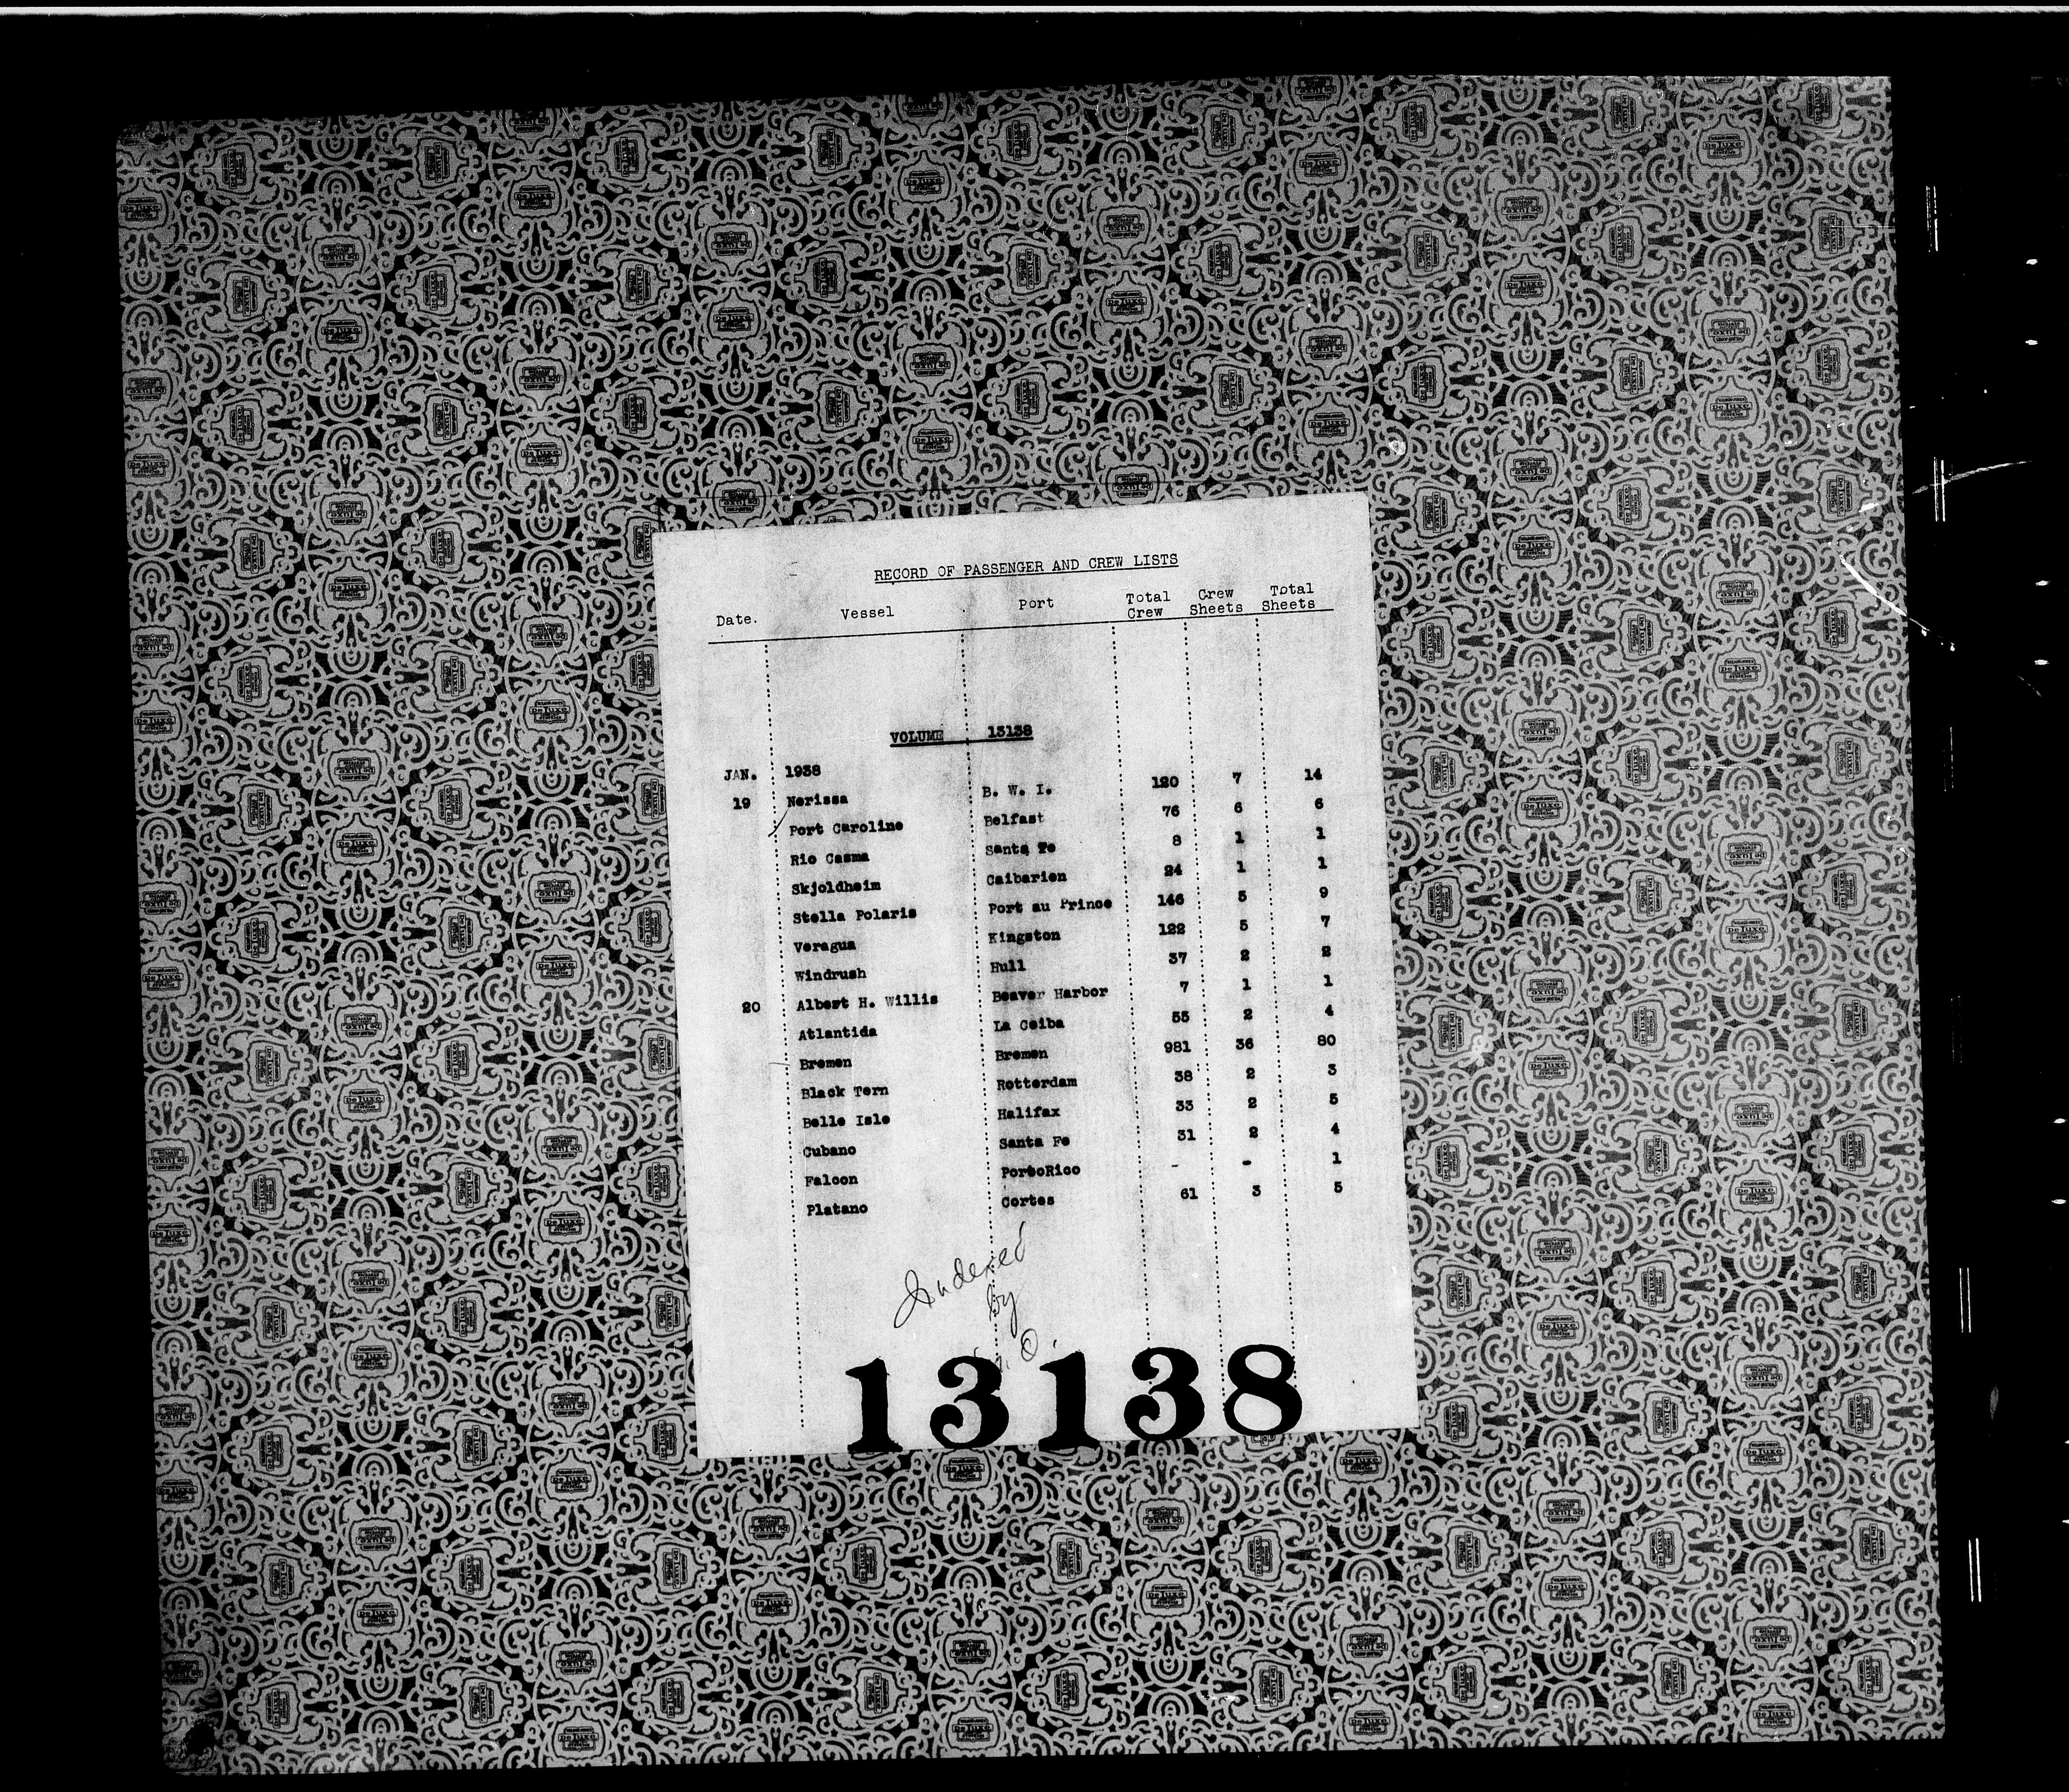 RECORD OF PASSENGER AND CREW LISTS
Date. Vessel Port Total Crew Crew Sheets Total Sheets
VOLUME 13138
JAN. 1938
19 Nerissa B. W. I. 120 7 14
Port Caroline Belfast 76 6 6
Rio Casma Santa Fe 8 1 1
Skjoldheim Caibarien 24 1 1
Stella Polaris Port au Prince 146 5 9
Veragua Kingston 122 5 7
Windrush Hull 37 2 2
20 Albert H. Willis Beaver Harbor 7 1 1
Atlantida La Ceiba 55 2 4
Bremen Bremen 981 36 80
Black Tern Rotterdam 38 2 3
Belle Isle Halifax 33 2 5
Cubano Santa Fe 31 2 4
Falcon PortoRico - - 1
Platano Cortes 61 3 5
Indexed
by
O.
13138